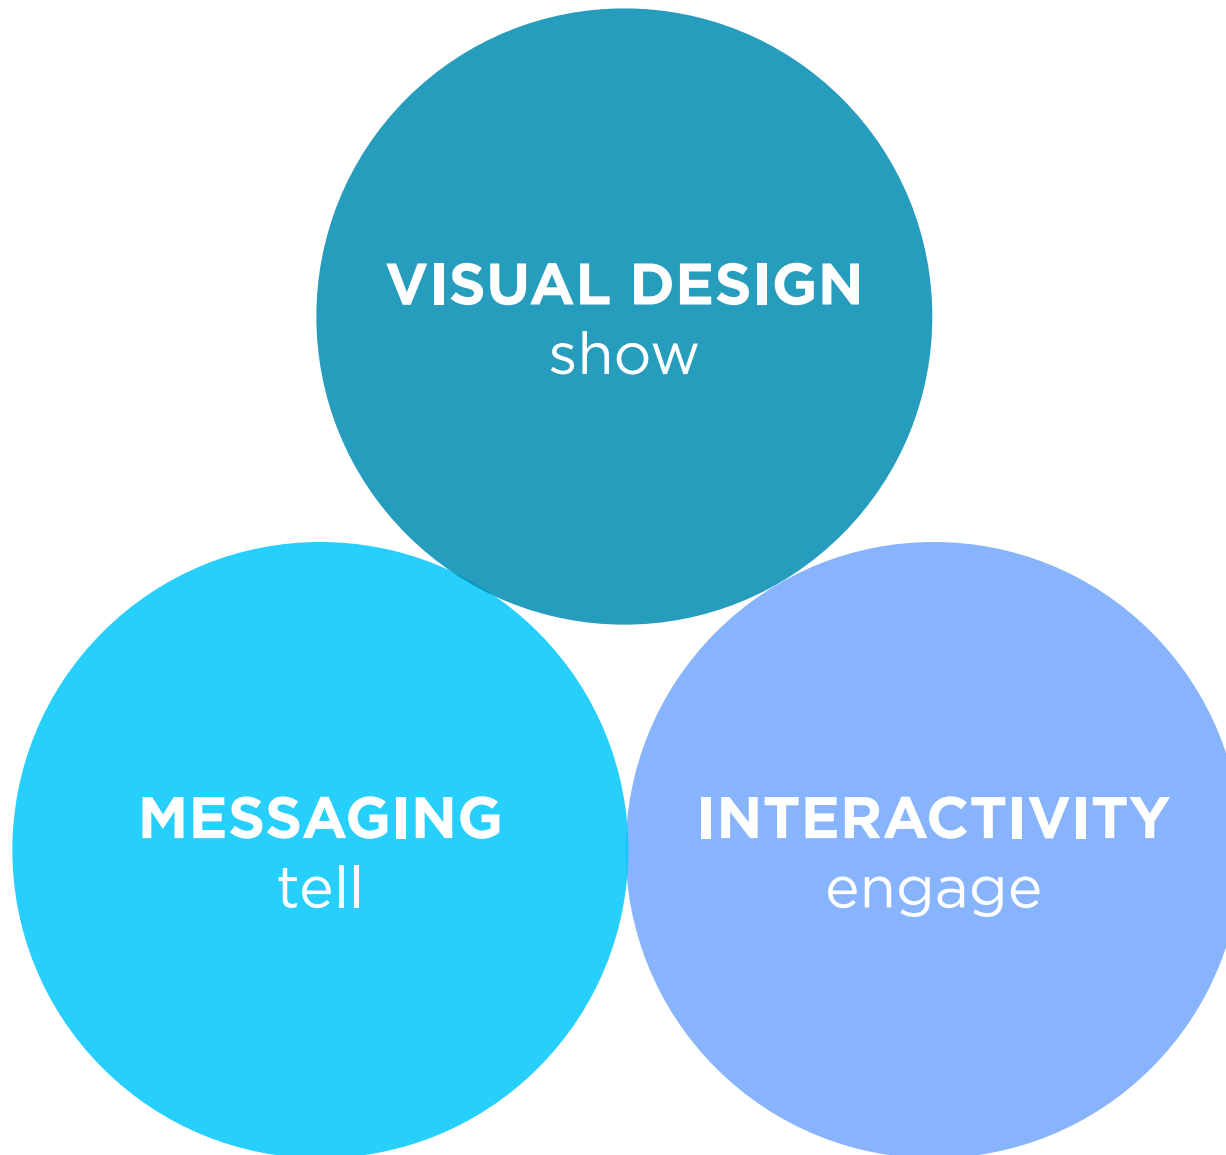 VISUAL DESIGN
show
MESSAGING
tell
INTERACTIVITY
engage